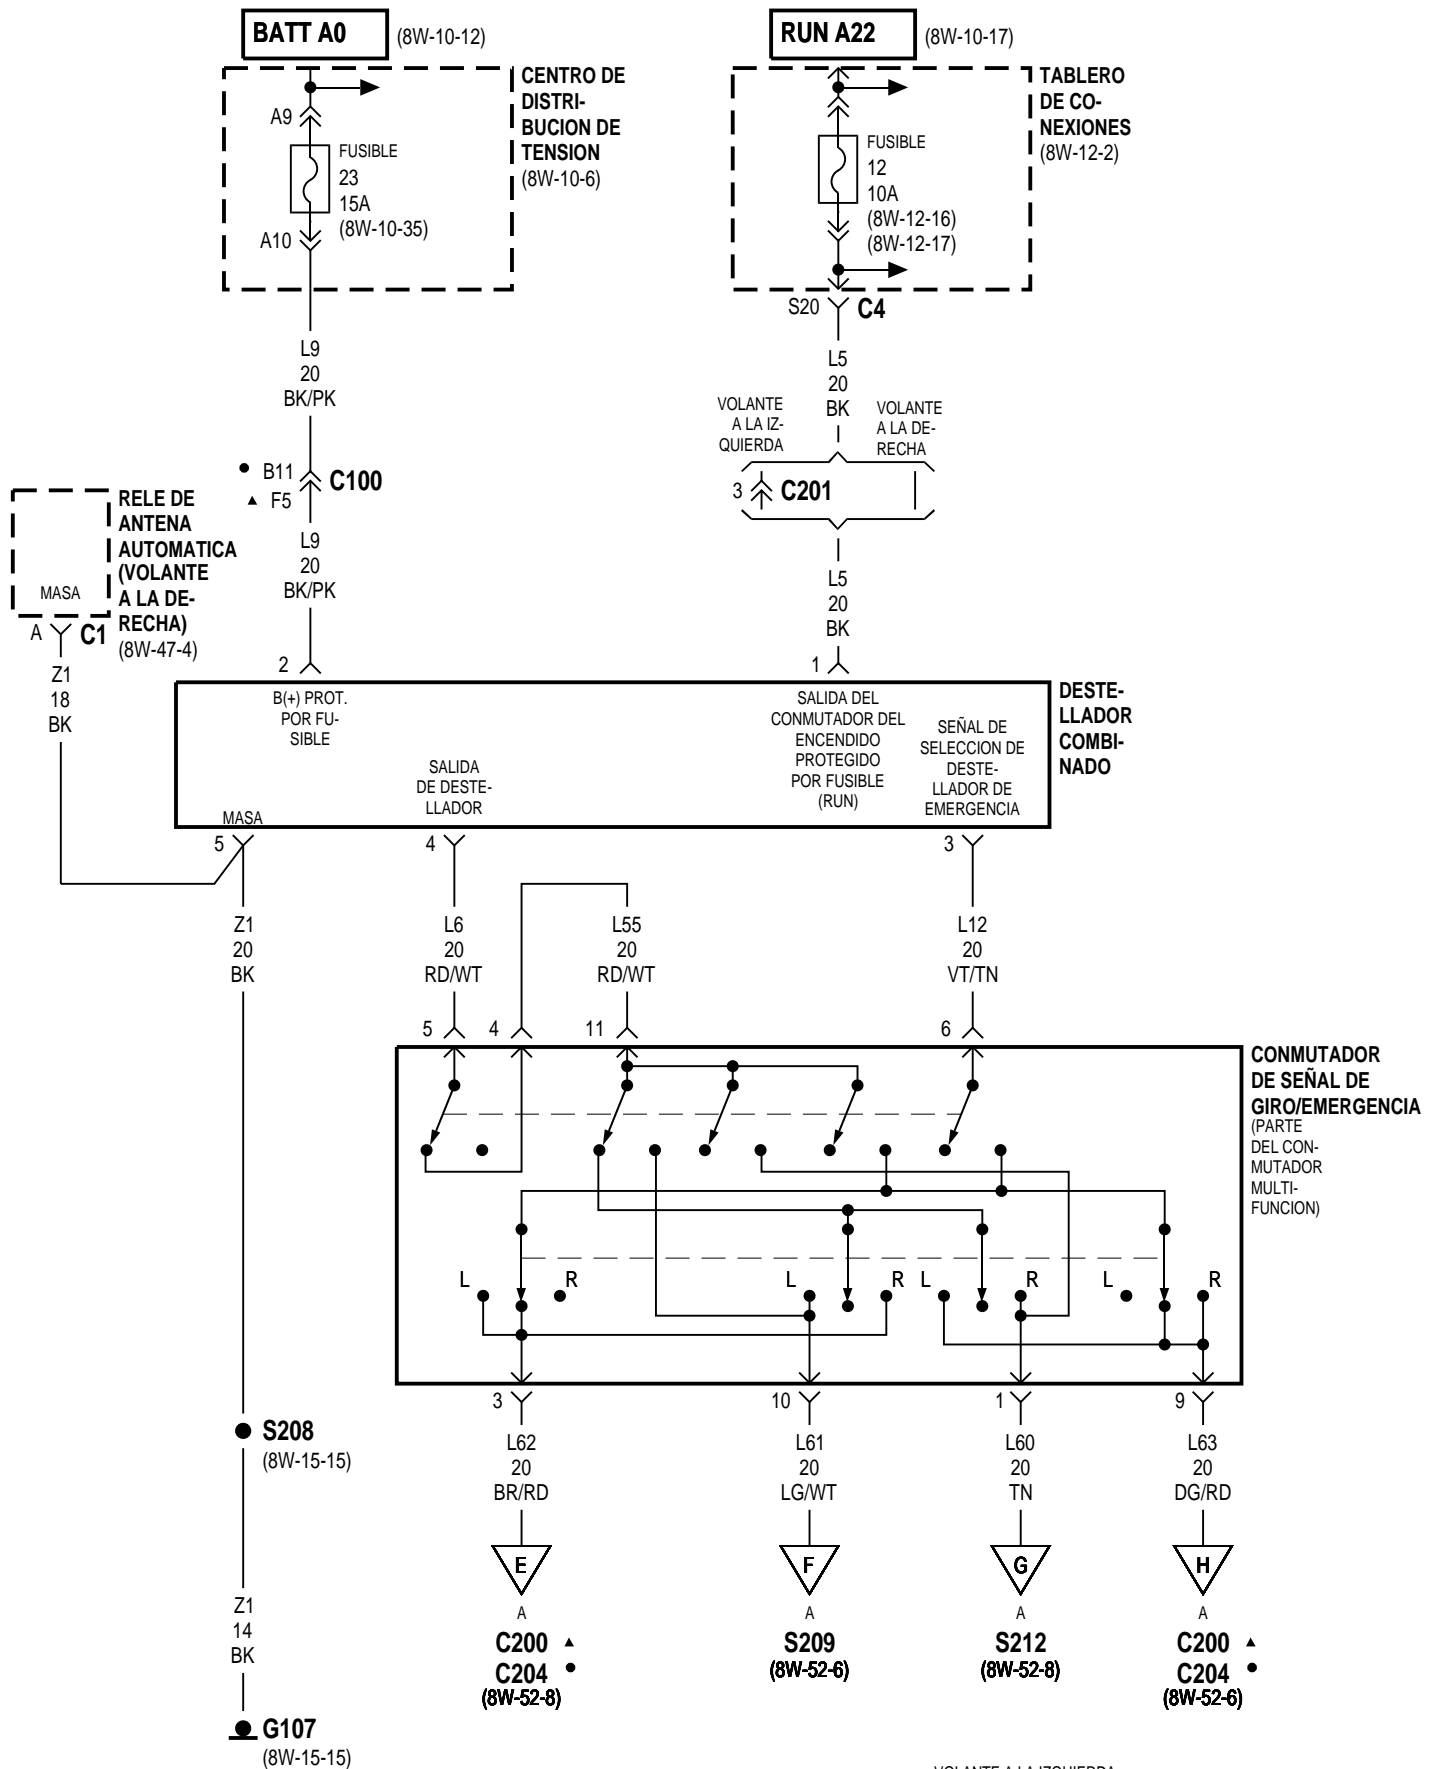 BATT A0
(8W-10-12)
RUN A22
(8W-10-17)
CENTRO DE
DISTRI-
BUCION DE
TENSION
(8W-10-6)
A9
FUSIBLE
23
15A
(8W-10-35)
A10
TABLERO
DE CO-
NEXIONES
(8W-12-2)
FUSIBLE
12
10A
(8W-12-16)
(8W-12-17)
S20
C4
L9
20
BK/PK
L5
20
BK
VOLANTE
A LA IZ-
QUIERDA
VOLANTE
A LA DE-
RECHA
B11
F5
C100
3
C201
L9
20
BK/PK
L5
20
BK
RELE DE
ANTENA
AUTOMATICA
(VOLANTE
A LA DE-
RECHA)
(8W-47-4)
MASA
A
C1
Z1
18
BK
2
1
B(+) PROT.
POR FU-
SIBLE
SALIDA DEL
CONMUTADOR DEL
ENCENDIDO
PROTEGIDO
POR FUSIBLE
(RUN)
SEÑAL DE
SELECCION DE
DESTE-
LLADOR DE
EMERGENCIA
SALIDA
DE DESTE-
LLADOR
MASA
DESTE-
LLADOR
COMBI-
NADO
5
4
3
Z1
20
BK
L6
20
RD/WT
L55
20
RD/WT
L12
20
VT/TN
5
4
11
6
CONMUTADOR
DE SEÑAL DE
GIRO/EMERGENCIA
(PARTE
DEL CON-
MUTADOR
MULTI-
FUNCION)
L
R
L
R
L
R
L
R
3
10
1
9
L62
20
BR/RD
L61
20
LG/WT
L60
20
TN
L63
20
DG/RD
S208
(8W-15-15)
E
F
G
H
A
A
A
A
C200
C204
(8W-52-8)
S209
(8W-52-6)
S212
(8W-52-8)
C200
C204
(8W-52-6)
Z1
14
BK
G107
(8W-15-15)
VOLANTE A LA IZQUIERDA